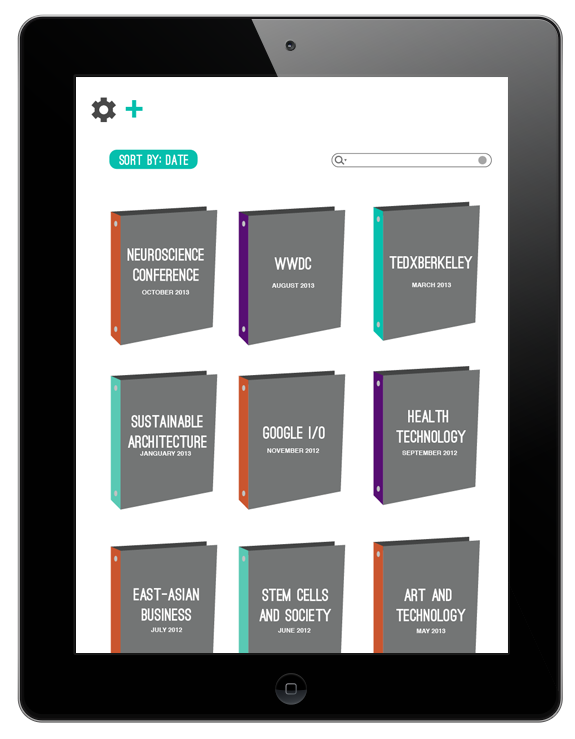 SORT BY: DATE
NEUROSCIENCE
CONFERENCE
OCTOBER 2013
WWDC
AUGUST 2013
TEDXBERKELEY
MARCH 2013
SUSTAINABLE
ARCHITECTURE
JANGUARY 2013
GOOGLE I/O
NOVEMBER 2012
HEALTH
TECHNOLOGY
SEPTEMBER 2012
EAST-ASIAN
BUSINESS
JULY 2012
STEM CELLS
AND SOCIETY
JUNE 2012
ART AND
TECHNOLOGY
MAY 2013